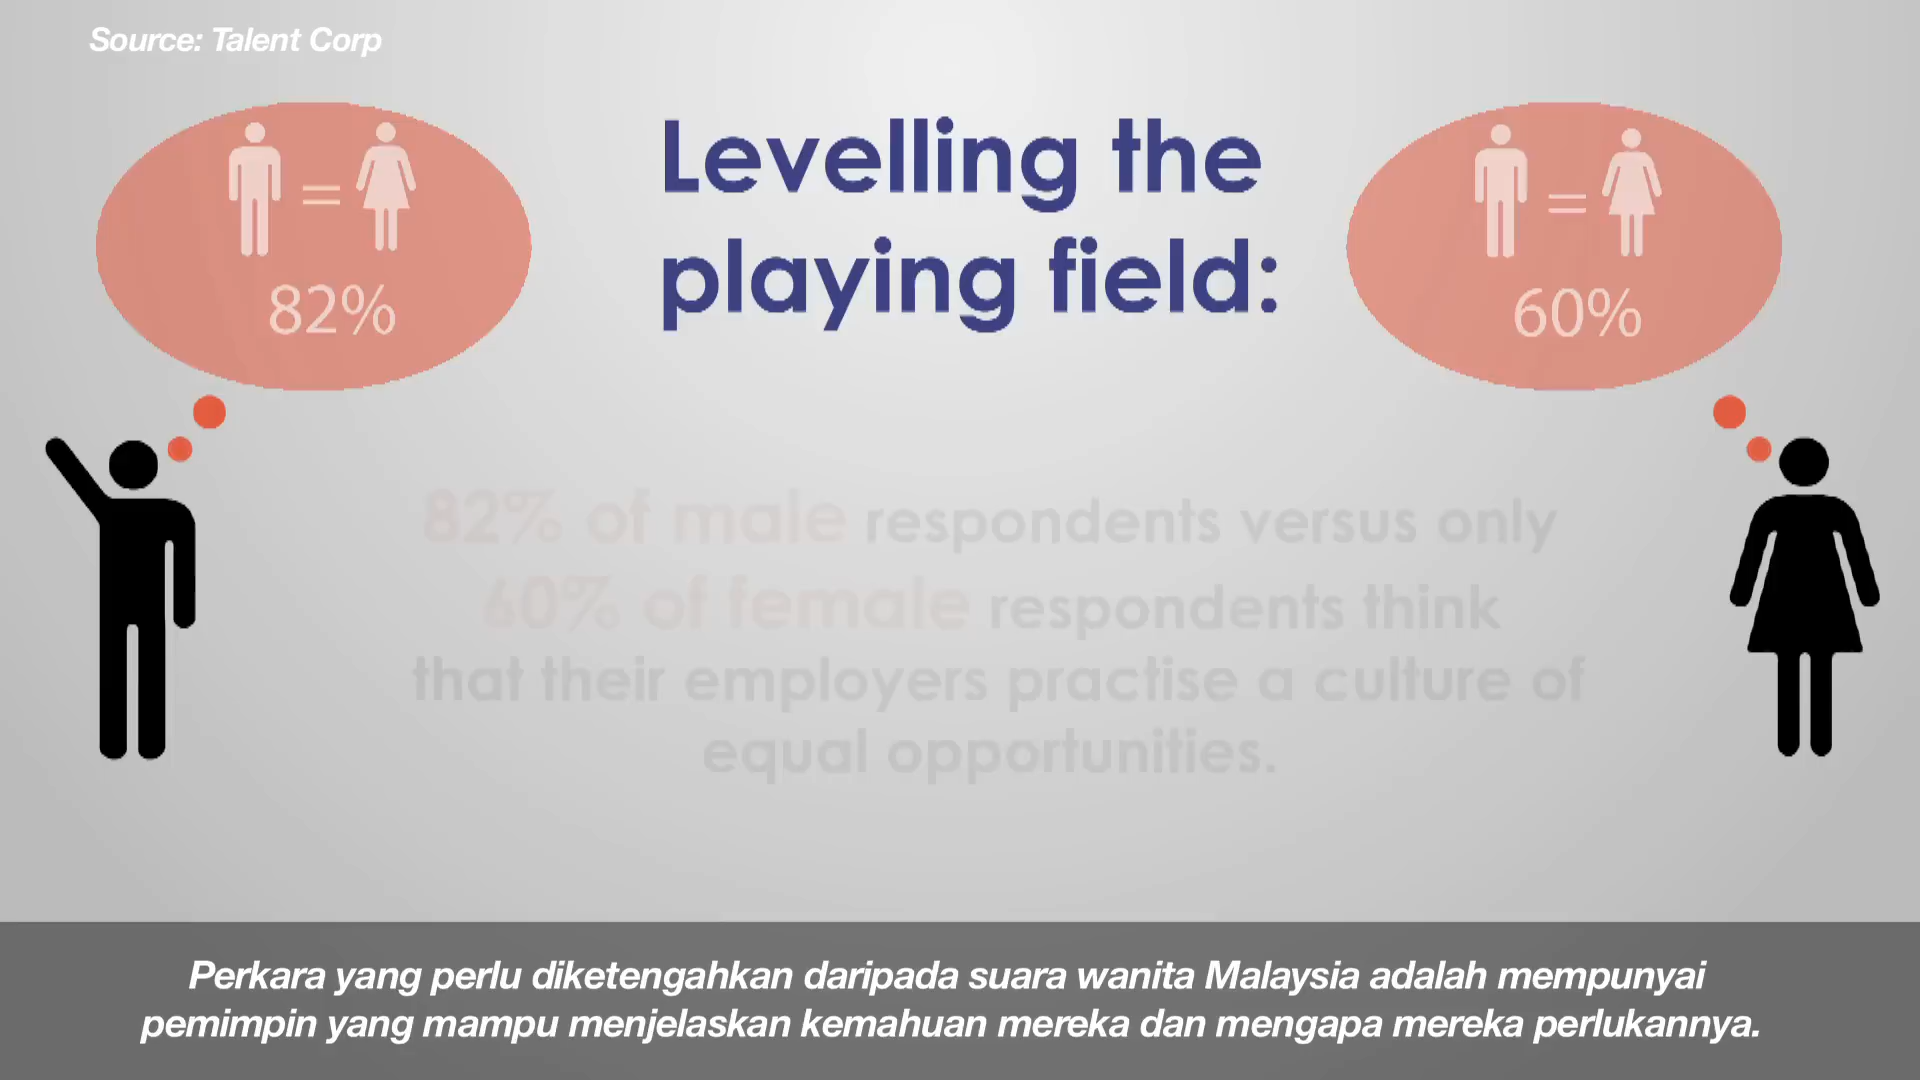 Source: Talent Corp
Levelling the
playing field:
82%
60%
82% of male respondents versus only
60% of female respondents think
that their employers practise a culture of
equal opportunities.
Perkara yang perlu diketengahkan daripada suara wanita Malaysia adalah mempunyai
pemimpin yang mampu menjelaskan kemahuan mereka dan mengapa mereka perlukannya.